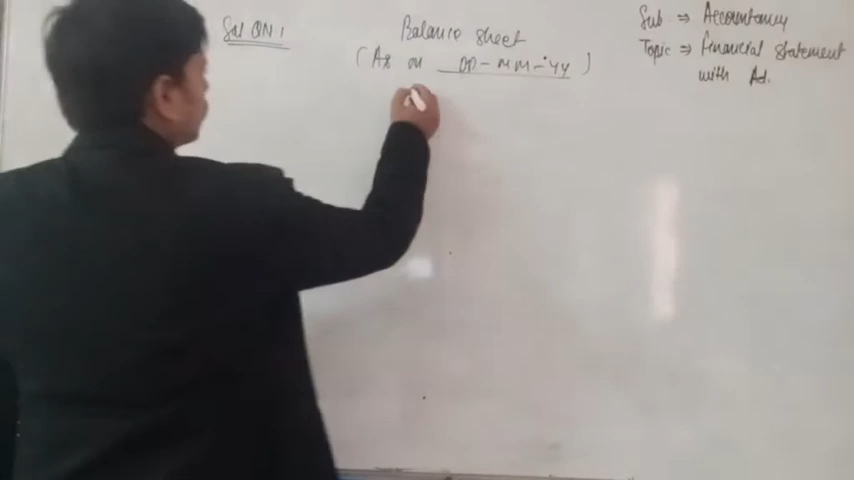 Sol QN 1
Balance sheet
(As on DD-MM-YY)
Sub ⇒ Accountancy
Topic ⇒ Financial statement
with Ad.